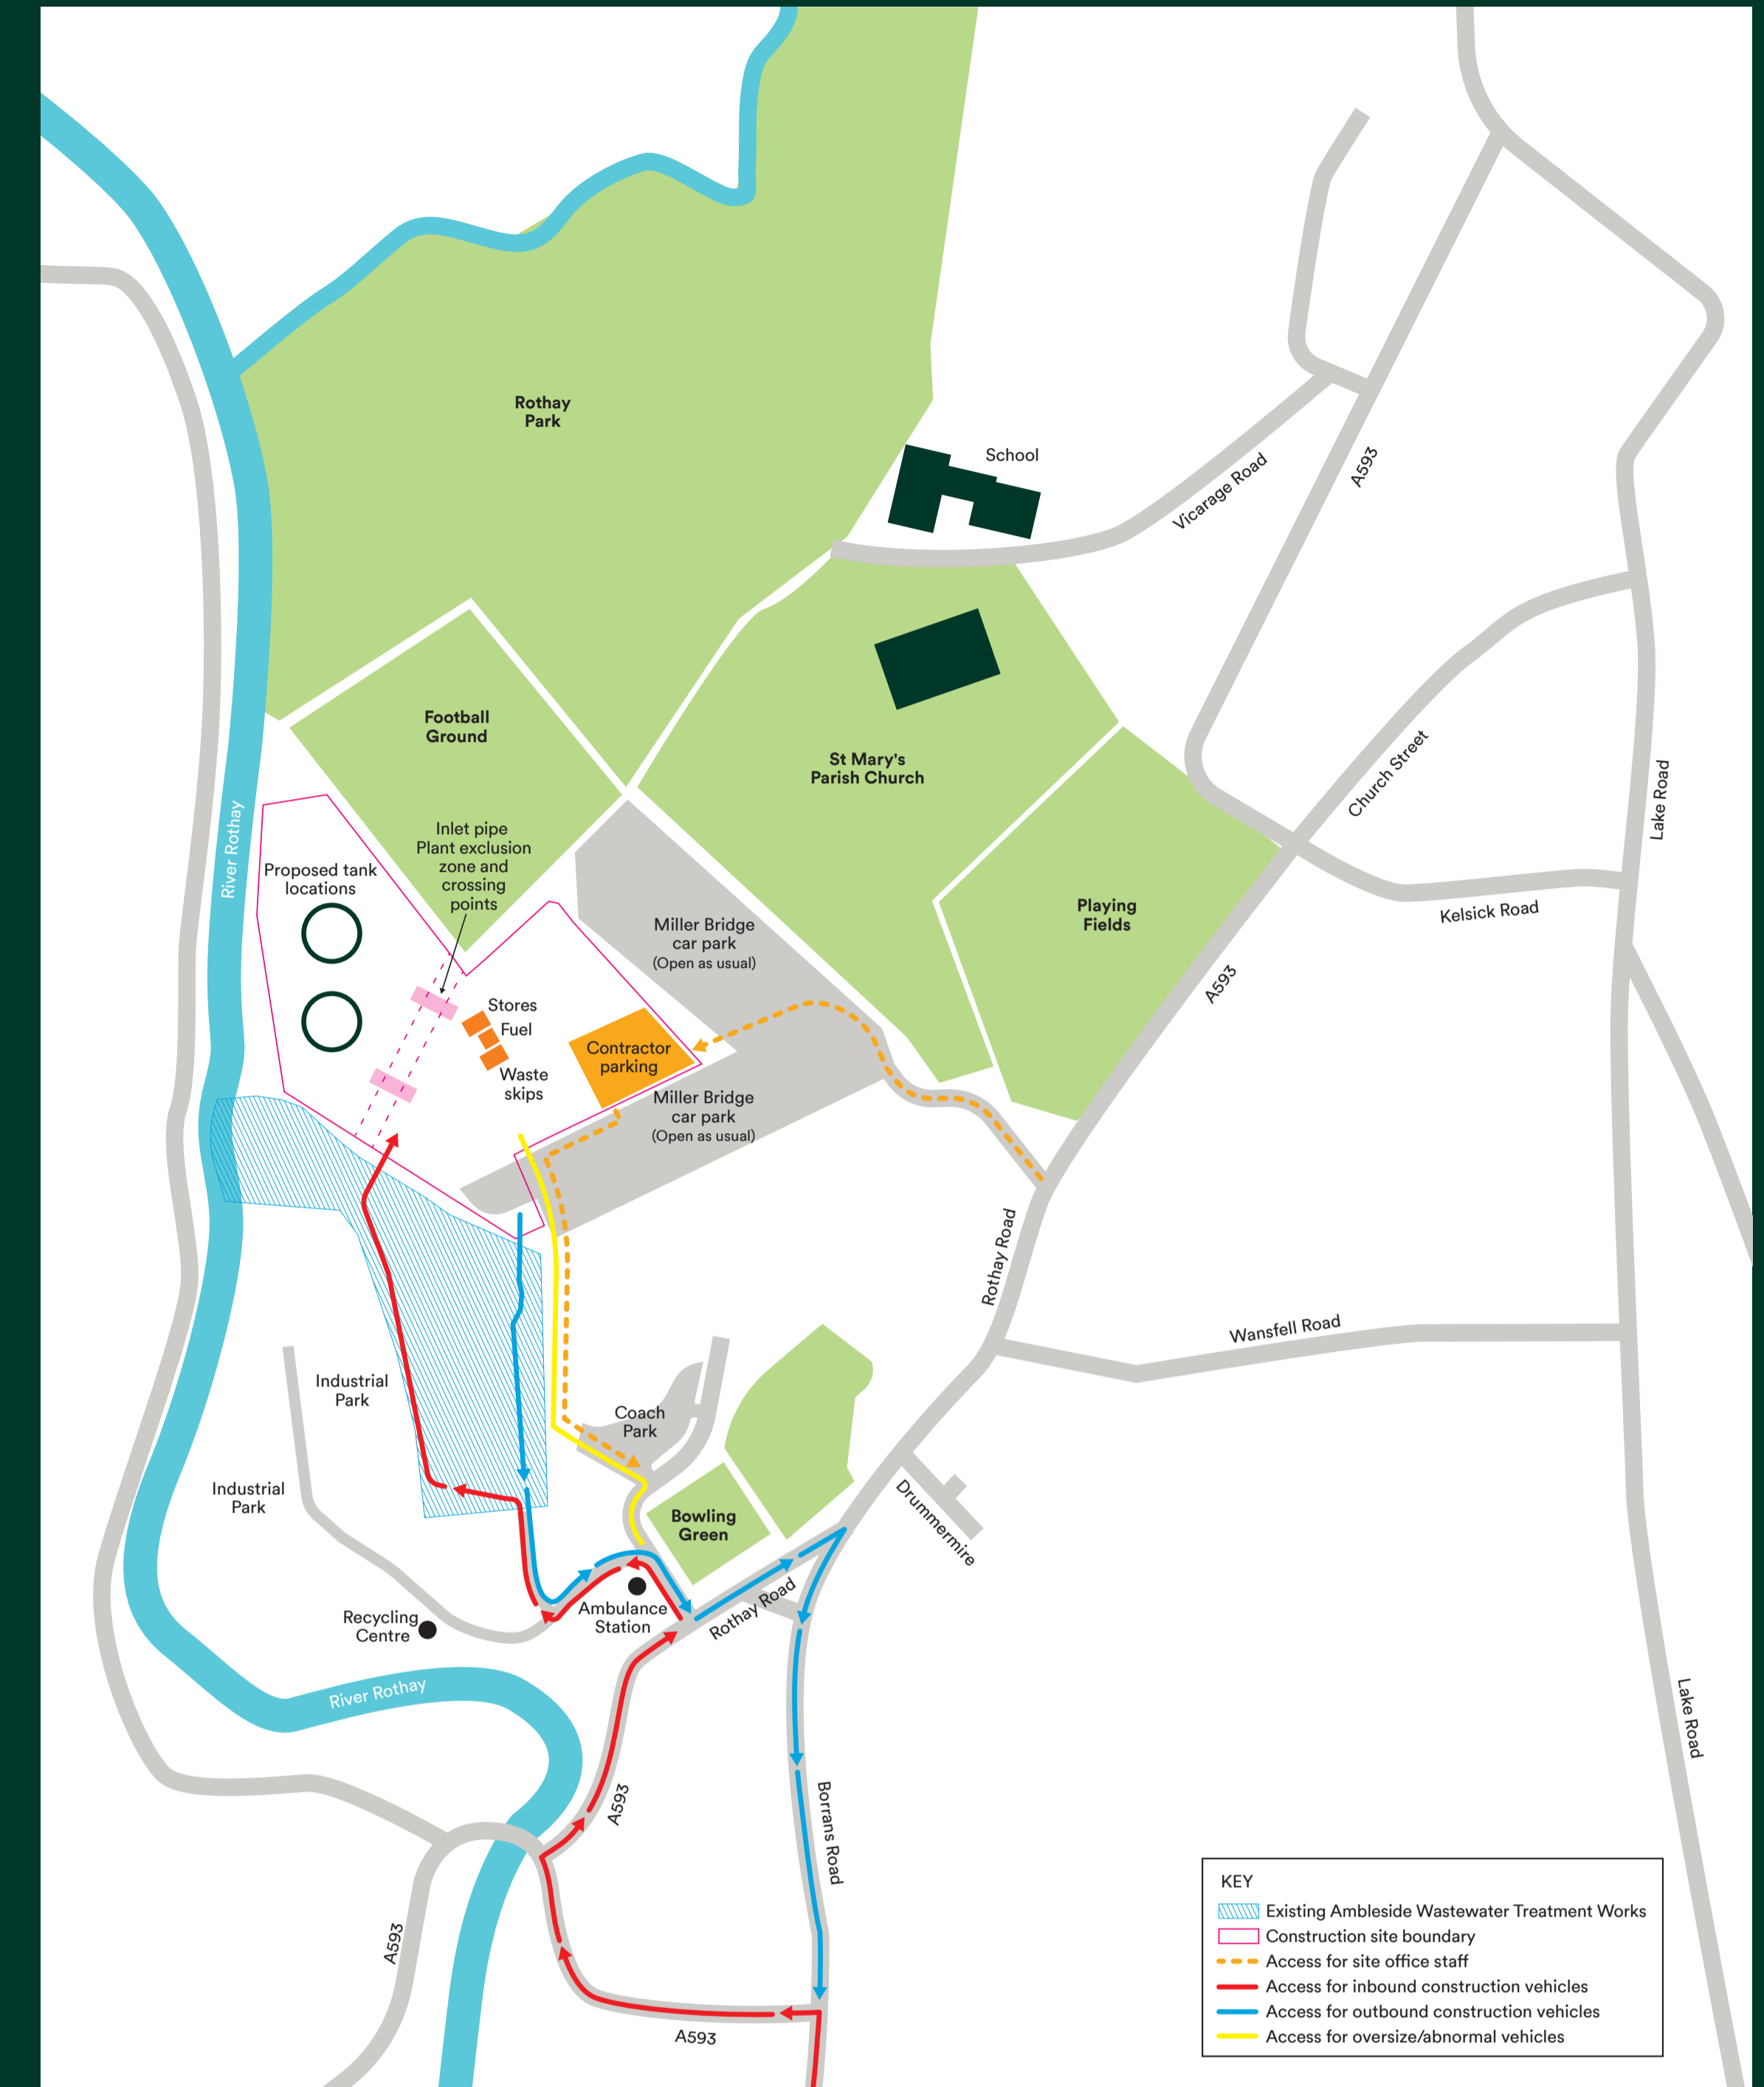 Rothay
Park
School
Vicarage Road
A593
Football
Ground
St Mary's
Parish Church
Church Street
Lake Road
River Rothay
Inlet pipe
Plant exclusion
zone and
crossing
points
Proposed tank
locations
Miller Bridge
car park
(Open as usual)
Playing
Fields
Kelsick Road
A593
Stores
Fuel
Waste
skips
Contractor
parking
Miller Bridge
car park
(Open as usual)
Rothay Road
Wansfell Road
Industrial
Park
Coach
Park
Industrial
Park
Bowling
Green
Drummermire
Recycling
Centre
Ambulance
Station
Rothay Road
River Rothay
Lake Road
A593
Borrans Road
A593
A593
KEY
Existing Ambleside Wastewater Treatment Works
Construction site boundary
Access for site office staff
Access for inbound construction vehicles
Access for outbound construction vehicles
Access for oversize/abnormal vehicles